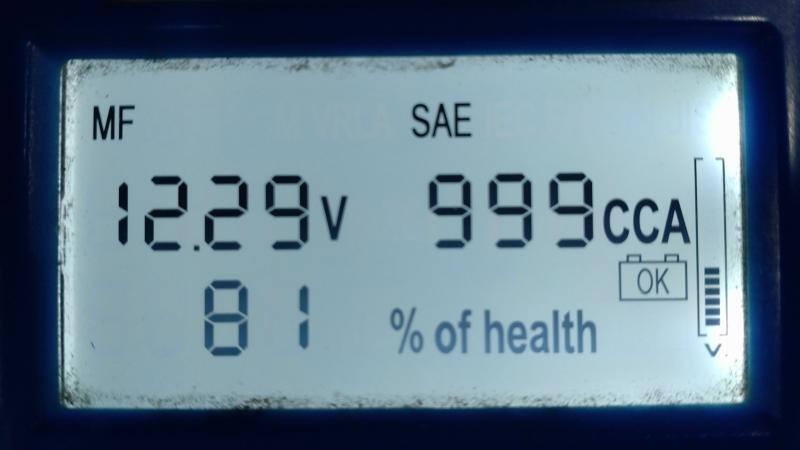 MF SAE
12.29V 999CCA
OK
81 % of health